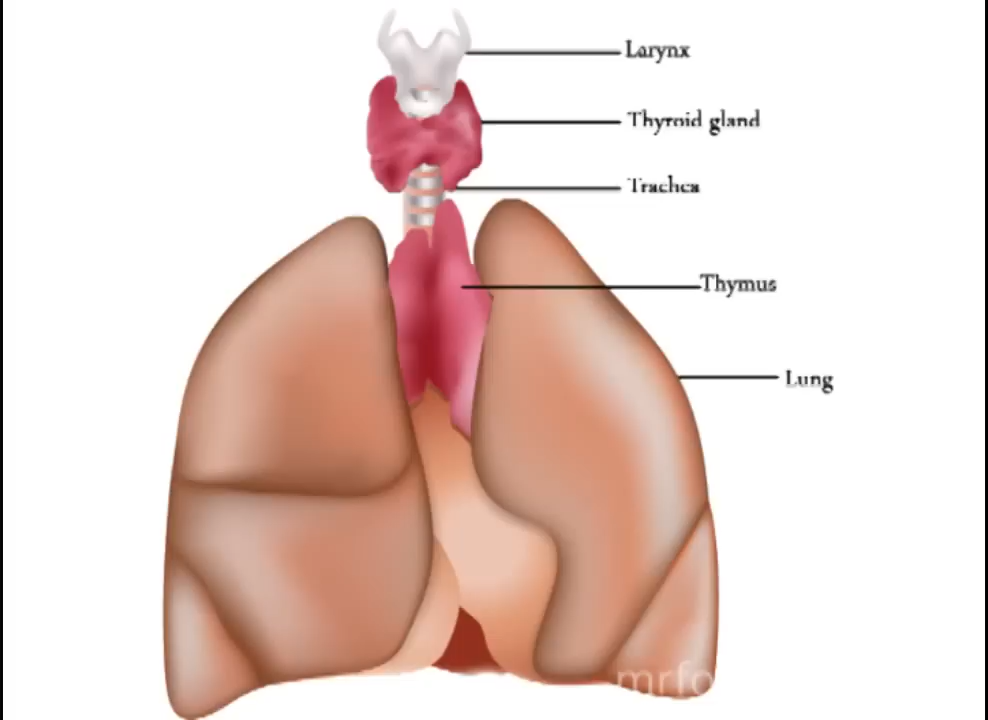 Larynx
Thyroid gland
Trachea
Thymus
Lung
mrfo